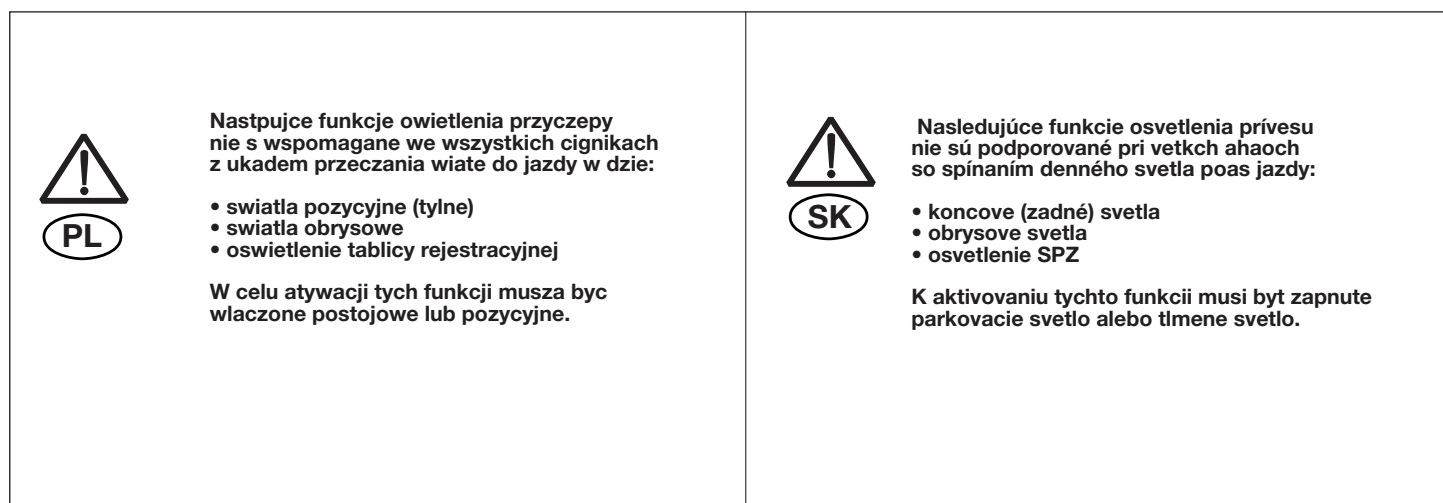 Nastpujce funkcje owietlenia przyczepy
nie s wspomagane we wszystkich cignikach
z ukadem przeczania wiate do jazdy w dzie:
• swiatla pozycyjne (tylne)
• swiatla obrysowe
• oswietlenie tablicy rejestracyjnej
W celu atywacji tych funkcji musza byc
wlaczone postojowe lub pozycyjne.
PL
Nasledujúce funkcie osvetlenia prívesu
nie sú podporované pri vetkch ahaoch
so spínaním denného svetla poas jazdy:
• koncove (zadné) svetla
• obrysove svetla
• osvetlenie SPZ
K aktivovaniu tychto funkcii musi byt zapnute
parkovacie svetlo alebo tlmene svetlo.
SK